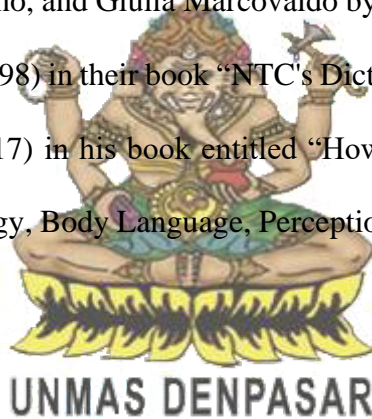 no, and Giulia Marcovaldo by
98) in their book “NTC's Dict
17) in his book entitled “How
gy, Body Language, Perceptio
UNMAS DENPASAR